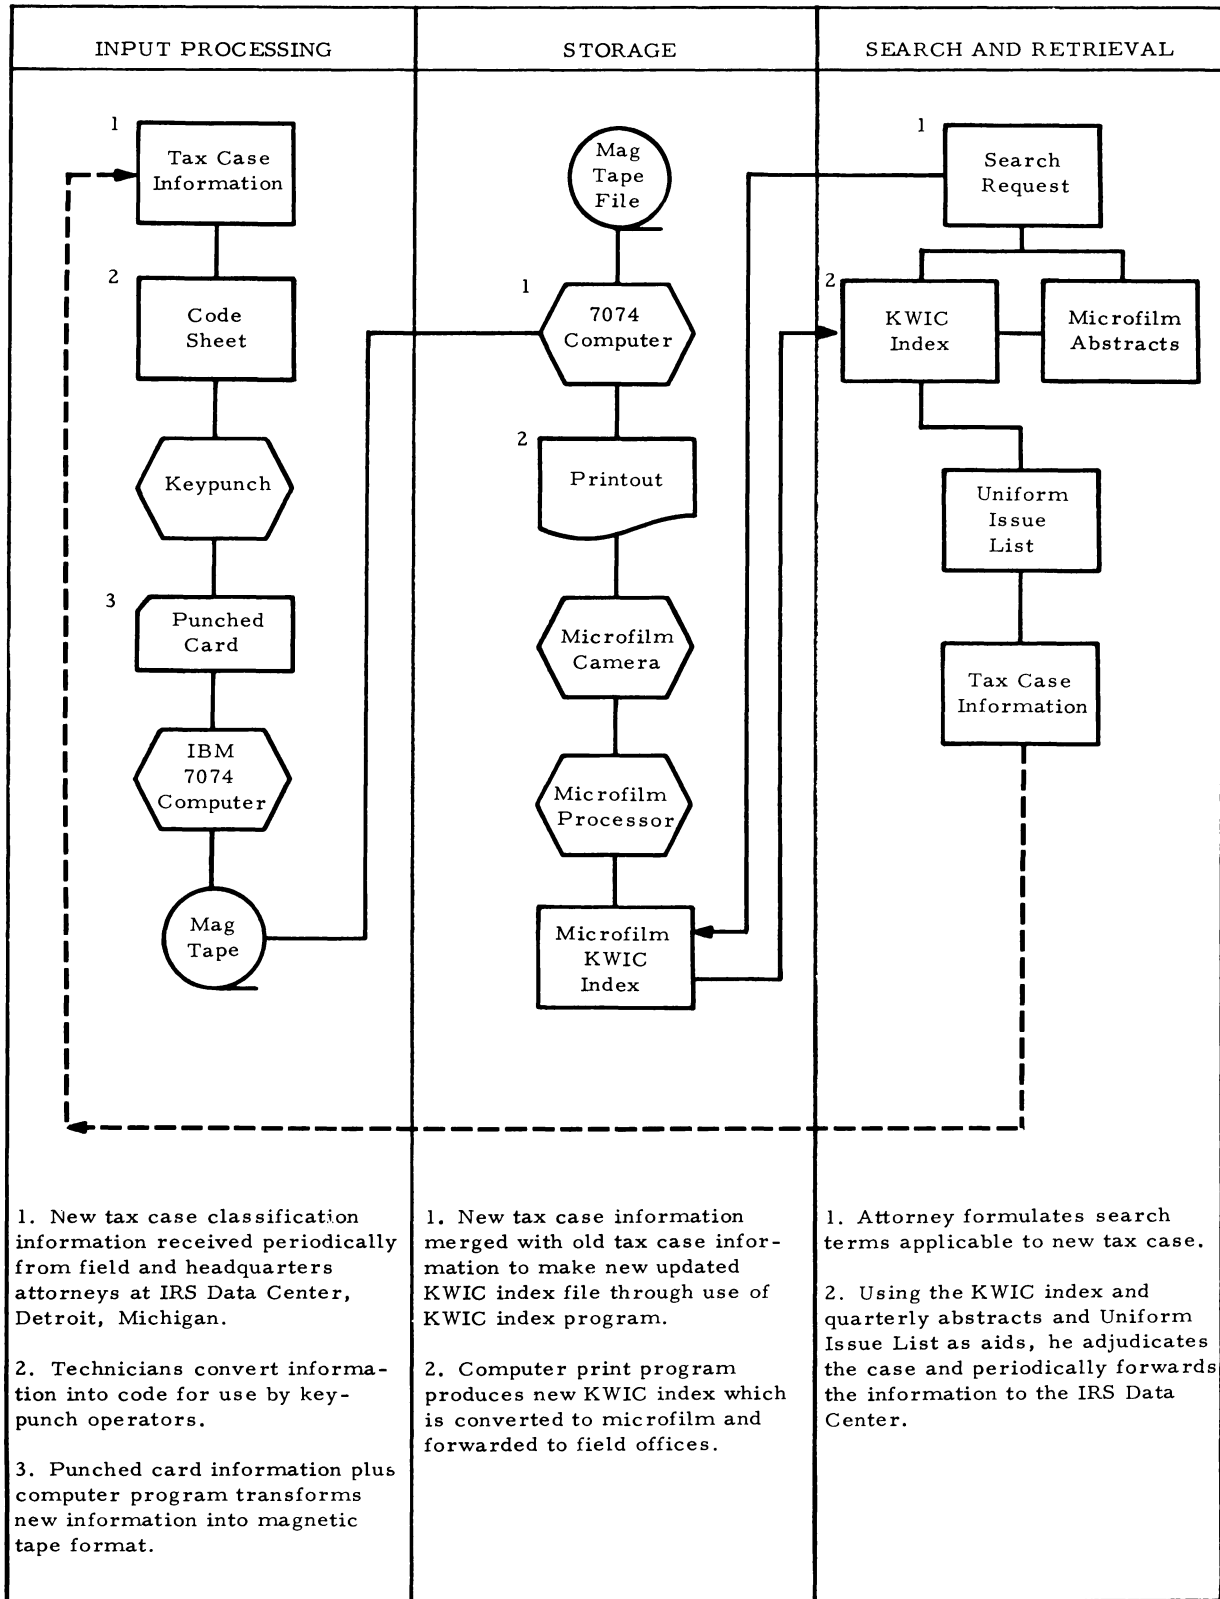 INPUT PROCESSING
1
Tax Case
Information
2
Code
Sheet
Keypunch
3
Punched
Card
IBM
7074
Computer
Mag
Tape
1. New tax case classification
information received periodically
from field and headquarters
attorneys at IRS Data Center,
Detroit, Michigan.
2. Technicians convert informa-
tion into code for use by key-
punch operators.
3. Punched card information plus
computer program transforms
new information into magnetic
tape format.
STORAGE
Mag
Tape
File
1
7074
Computer
2
Printout
Microfilm
Camera
Microfilm
Processor
Microfilm
KWIC
Index
1. New tax case information
merged with old tax case infor-
mation to make new updated
KWIC index file through use of
KWIC index program.
2. Computer print program
produces new KWIC index which
is converted to microfilm and
forwarded to field offices.
SEARCH AND RETRIEVAL
1
Search
Request
2
KWIC
Index
Microfilm
Abstracts
Uniform
Issue
List
Tax Case
Information
1. Attorney formulates search
terms applicable to new tax case.
2. Using the KWIC index and
quarterly abstracts and Uniform
Issue List as aids, he adjudicates
the case and periodically forwards
the information to the IRS Data
Center.